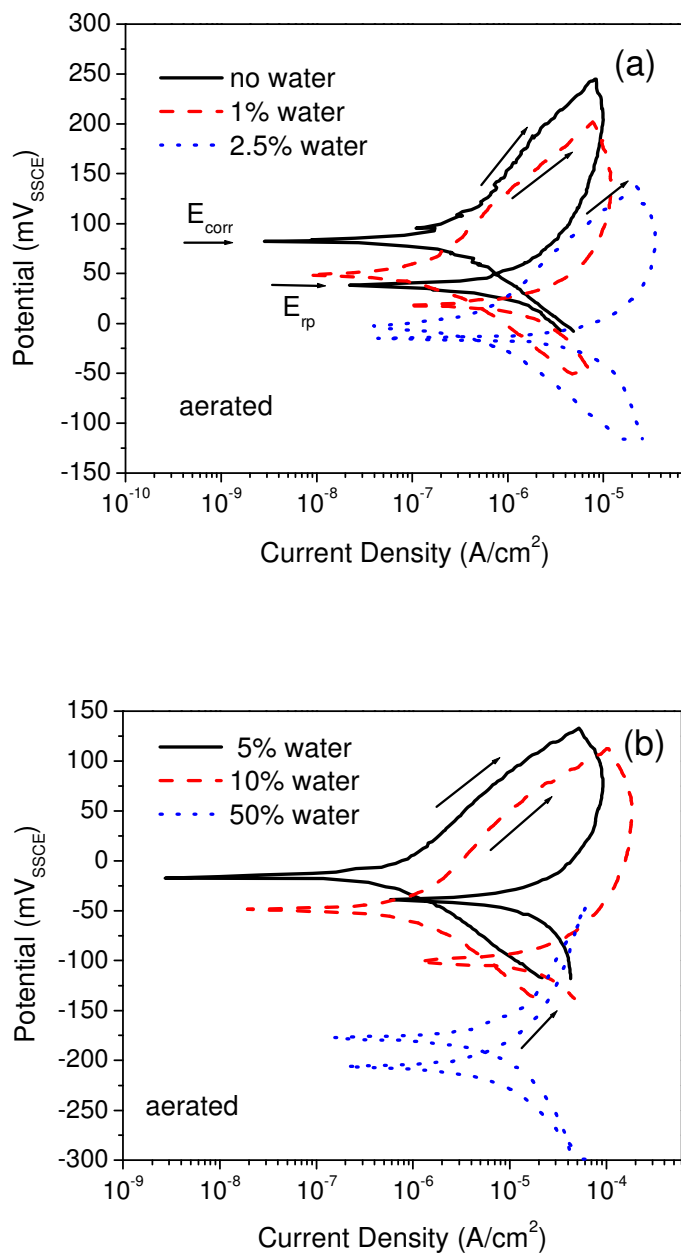 (a)
no water
1% water
2.5% water
E_corr
E_rp
aerated
300
250
200
150
100
50
0
-50
-100
-150
Potential (mV_SSCE)
10^-10 10^-9 10^-8 10^-7 10^-6 10^-5
Current Density (A/cm^2)
(b)
5% water
10% water
50% water
aerated
150
100
50
0
-50
-100
-150
-200
-250
-300
Potential (mV_SSCE)
10^-9 10^-8 10^-7 10^-6 10^-5 10^-4
Current Density (A/cm^2)